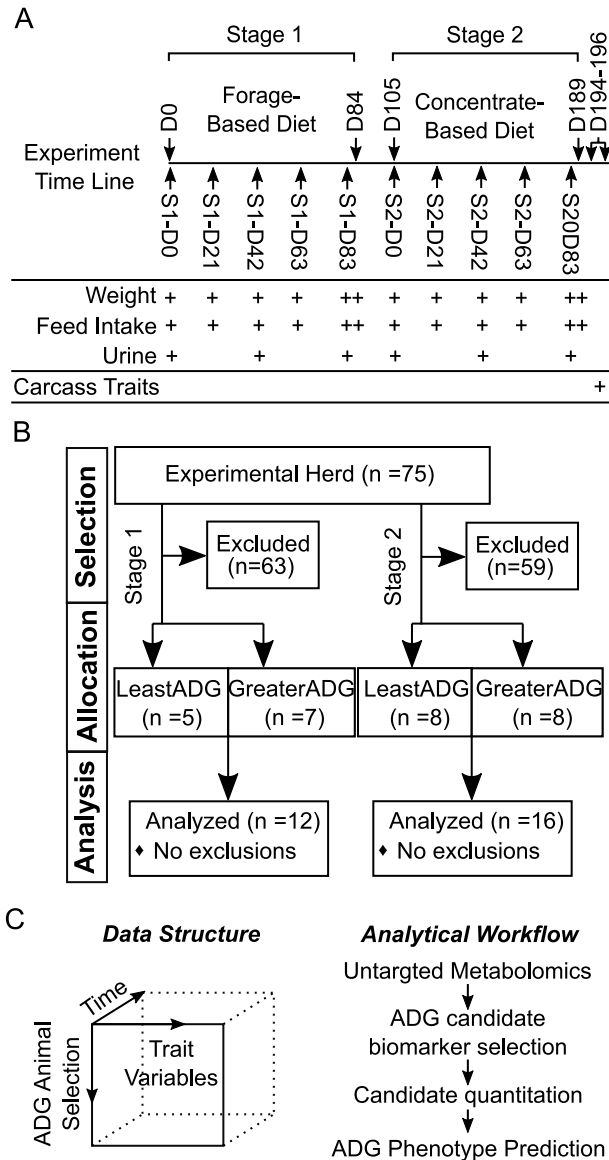 A
Stage 1
Stage 2
D0
D84
D105
D189
D194-196
Forage-
Based Diet
Concentrate-
Based Diet
Experiment
Time Line
S1-D0
S1-D21
S1-D42
S1-D63
S1-D83
S2-D0
S2-D21
S2-D42
S2-D63
S20D83
Weight + + + + ++ + + + + ++
Feed Intake + + + + ++ + + + + ++
Urine + + + + + +
Carcass Traits +
B
Selection
Experimental Herd (n =75)
Stage 1
Excluded
(n=63)
Stage 2
Excluded
(n=59)
Allocation
LeastADG
(n =5)
GreaterADG
(n =7)
LeastADG
(n =8)
GreaterADG
(n =8)
Analysis
Analyzed (n =12)
♦ No exclusions
Analyzed (n =16)
♦ No exclusions
C
Data Structure
Time
Trait
Variables
ADG Animal
Selection
Analytical Workflow
Untargted Metabolomics
ADG candidate
biomarker selection
Candidate quantitation
ADG Phenotype Prediction